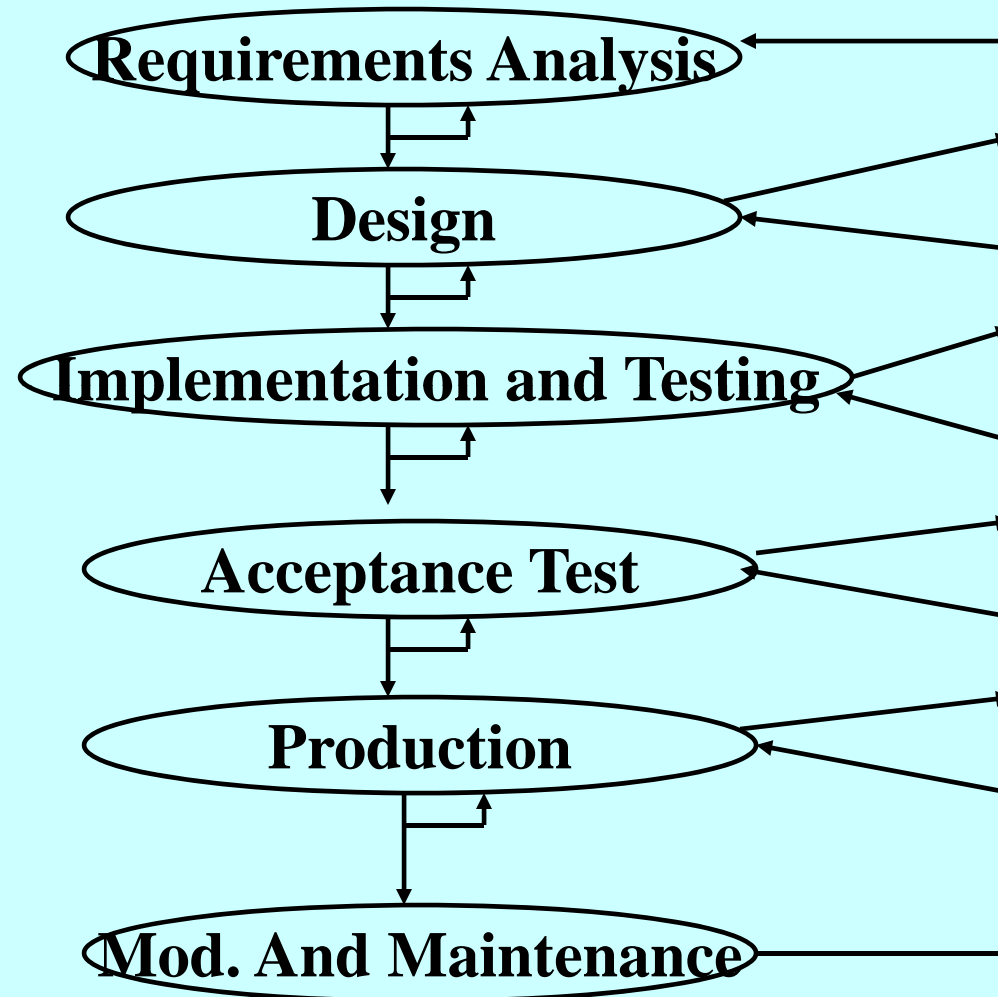 Requirements Analysis
Design
Implementation and Testing
Acceptance Test
Production
Mod. And Maintenance